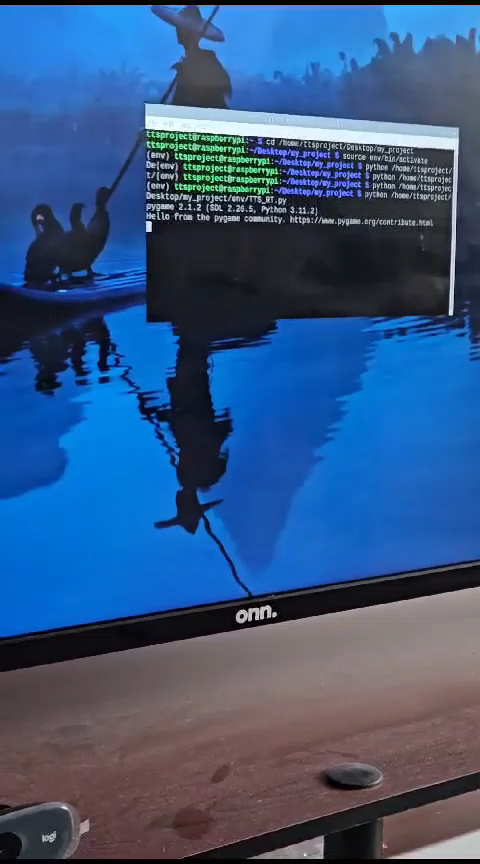 ttsproject@raspberrypi:~ $ cd /home/ttsproject/Desktop/my_project
ttsproject@raspberrypi:~/Desktop/my_project $ source env/bin/activate
(env) ttsproject@raspberrypi:~/Desktop/my_project $ python /home/ttsproject/
De(env) ttsproject@raspberrypi:~/Desktop/my_project $ python /home/ttsprojec
t/(env) ttsproject@raspberrypi:~/Desktop/my_project $ python /home/ttsprojec
(env) ttsproject@raspberrypi:~/Desktop/my_project $ python /home/ttsproject/
Desktop/my_project/env/TTS_RT.py
pygame 2.1.2 (SDL 2.26.5, Python 3.11.2)
Hello from the pygame community. https://www.pygame.org/contribute.html
onn.
logi